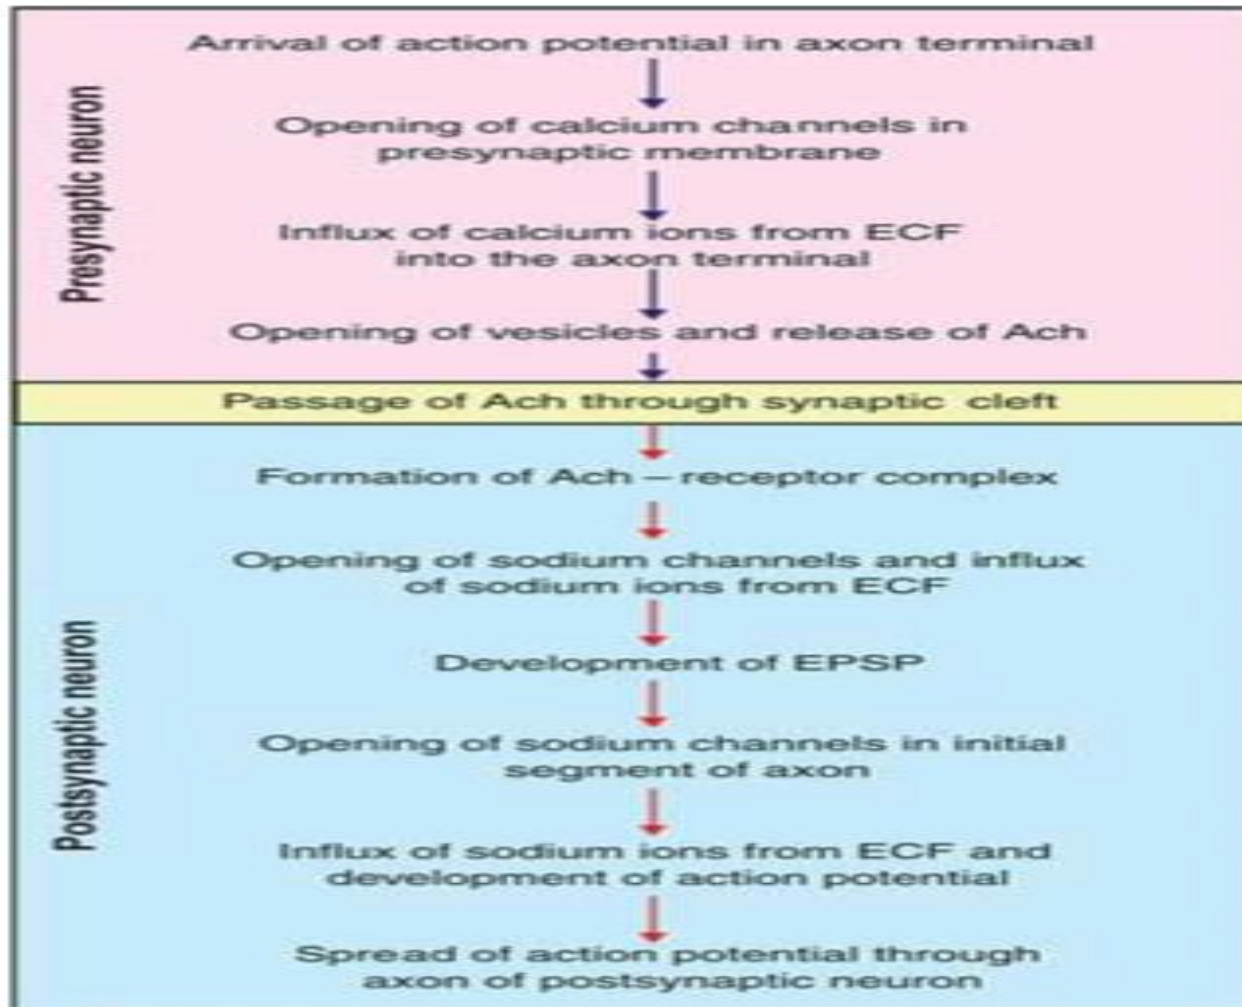 Presynaptic neuron
Arrival of action potential in axon terminal
Opening of calcium channels in
presynaptic membrane
Influx of calcium ions from ECF
into the axon terminal
Opening of vesicles and release of Ach
Passage of Ach through synaptic cleft
Postsynaptic neuron
Formation of Ach – receptor complex
Opening of sodium channels and influx
of sodium ions from ECF
Development of EPSP
Opening of sodium channels in initial
segment of axon
Influx of sodium ions from ECF and
development of action potential
Spread of action potential through
axon of postsynaptic neuron